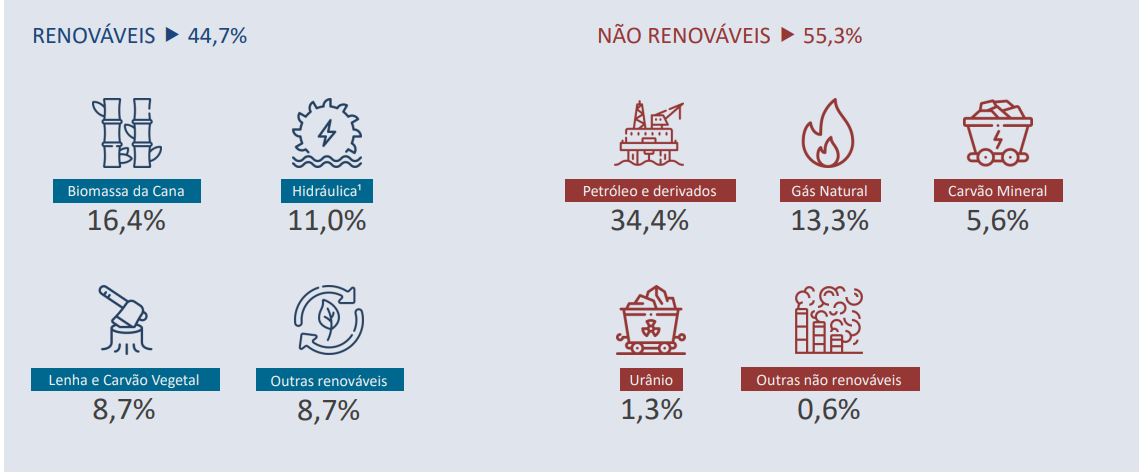 RENOVÁVEIS ▶ 44,7%
NÃO RENOVÁVEIS ▶ 55,3%
Biomassa da Cana
16,4%
Hidráulica¹
11,0%
Petróleo e derivados
34,4%
Gás Natural
13,3%
Carvão Mineral
5,6%
Lenha e Carvão Vegetal
8,7%
Outras renováveis
8,7%
Urânio
1,3%
Outras não renováveis
0,6%